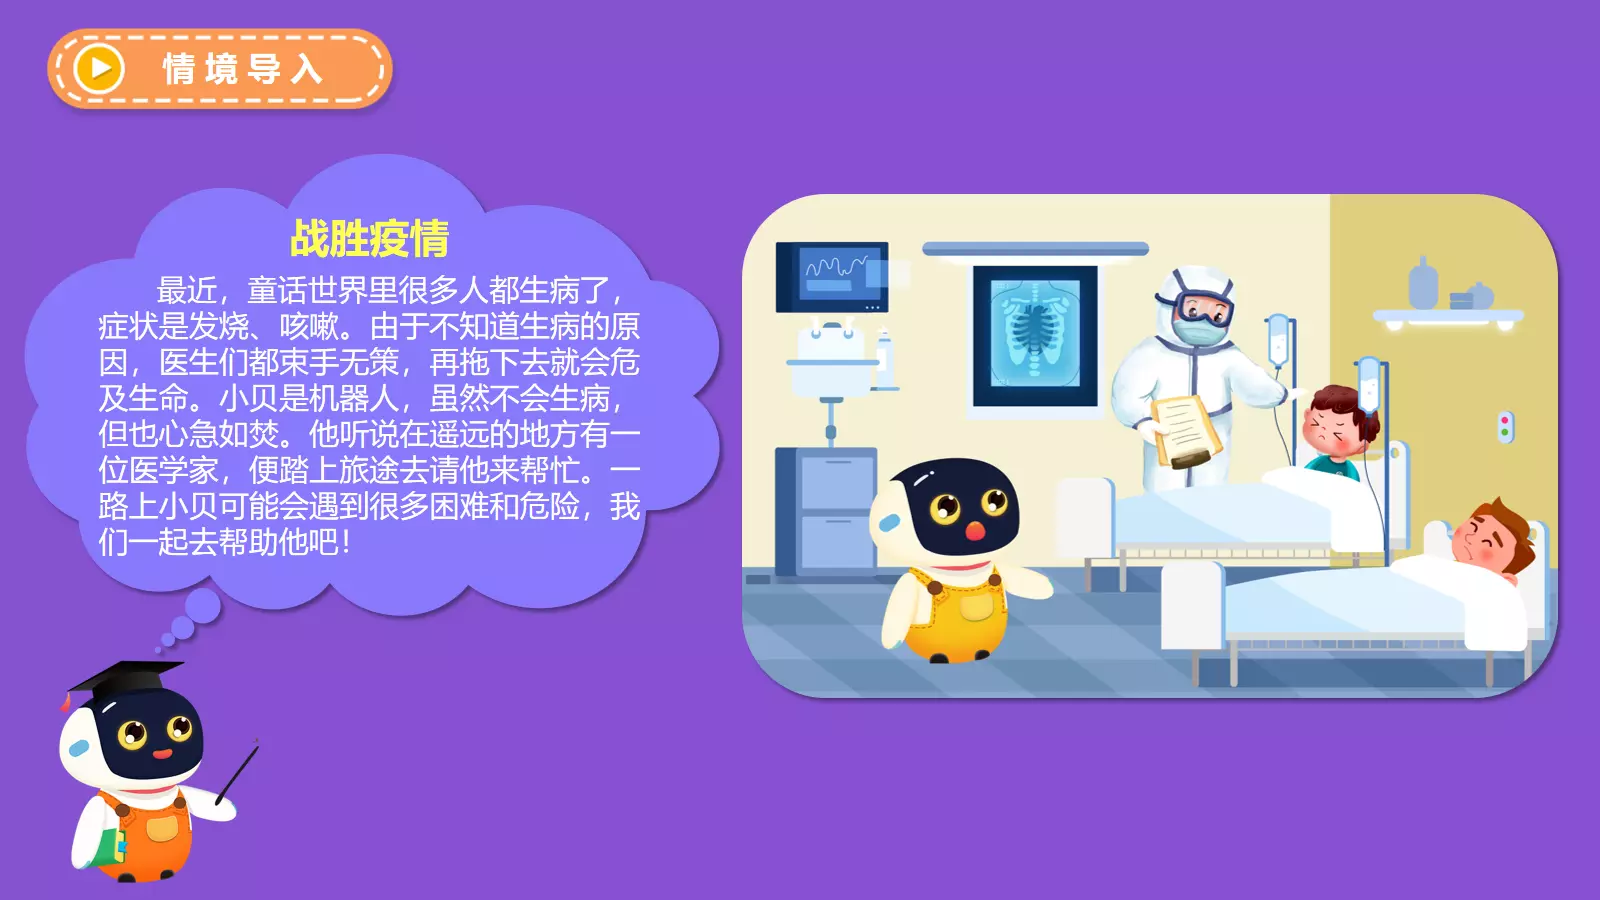 情境导入
战胜疫情
最近，童话世界里很多人都生病了，
症状是发烧、咳嗽。由于不知道生病的原
因，医生们都束手无策，再拖下去就会危
及生命。小贝是机器人，虽然不会生病，
但也心急如焚。他听说在遥远的地方有一
位医学家，便踏上旅途去请他来帮忙。一
路上小贝可能会遇到很多困难和危险，我
们一起去帮助他吧！